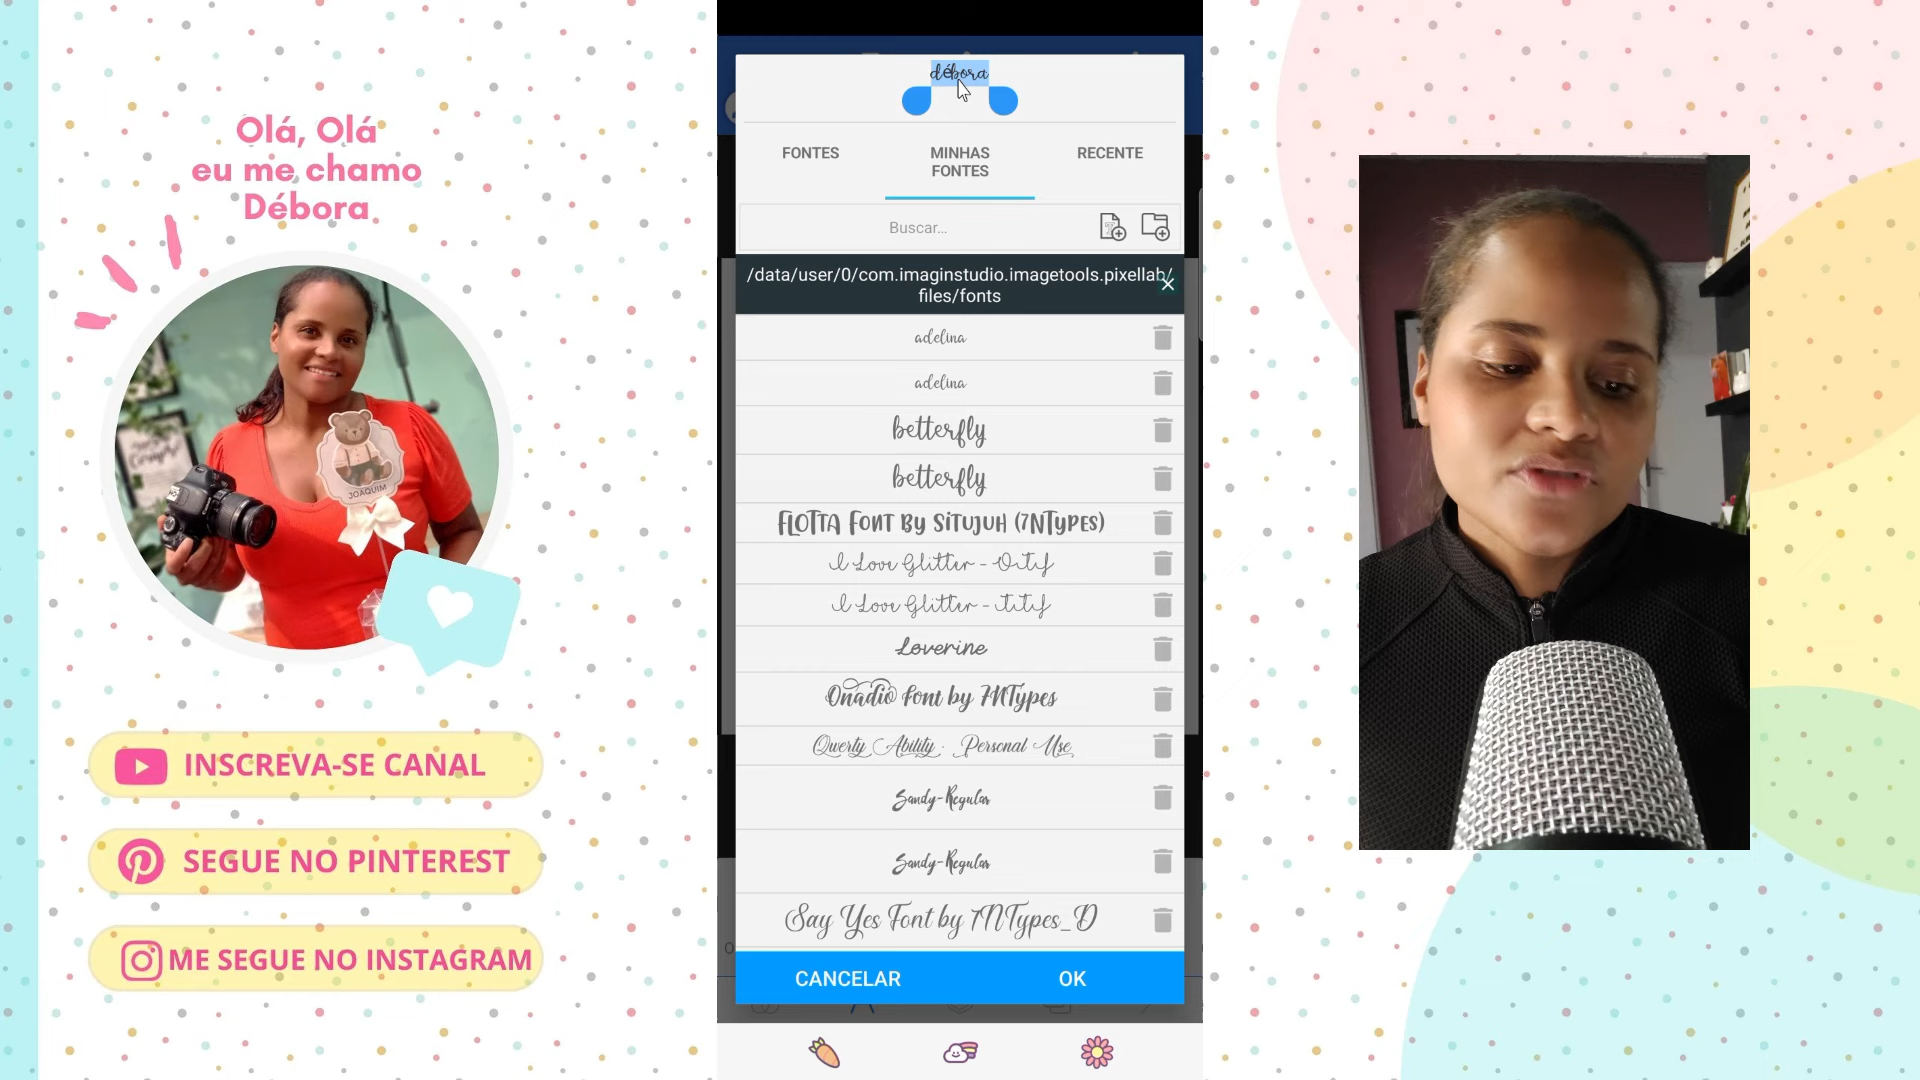 Olá, Olá
eu me chamo
Débora
JOAQUIM
INSCREVA-SE CANAL
SEGUE NO PINTEREST
ME SEGUE NO INSTAGRAM
débora
FONTES
MINHAS
FONTES
RECENTE
Buscar...
/data/user/0/com.imaginstudio.imagetools.pixellab/
files/fonts
adelina
adelina
betterfly
betterfly
FLOTTA FONT By SiTUJUH (7NTypes)
I Love Glitter - Otf
I Love Glitter - ttf
Loverine
Onadio Font by 7NTypes
Qwerty Ability - Personal Use
Sandy-Regular
Sandy-Regular
Say Yes Font by 7NTypes_D
CANCELAR
OK